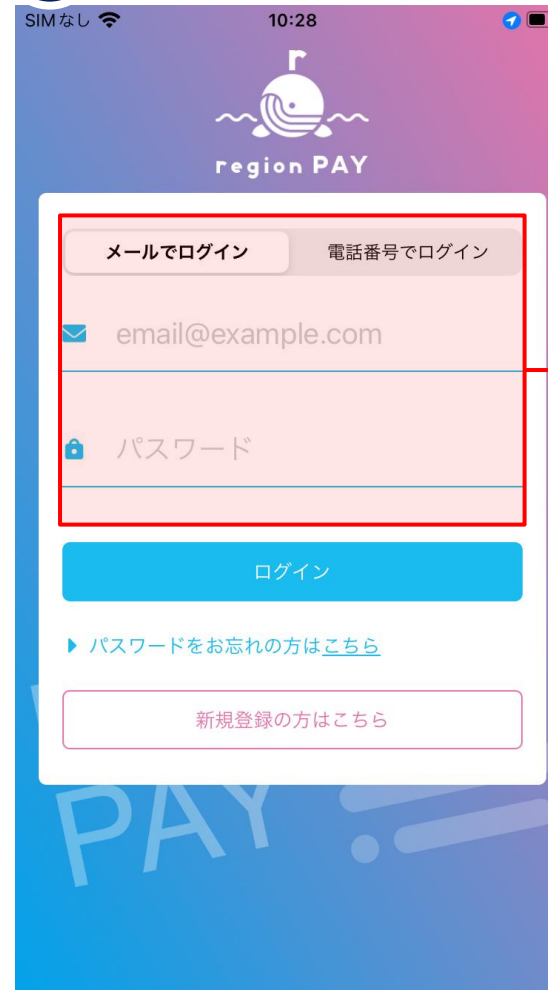 SIMなし 10:28
r
region PAY
メールでログイン 電話番号でログイン
email@example.com
パスワード
ログイン
パスワードをお忘れの方はこちら
新規登録の方はこちら
PAY